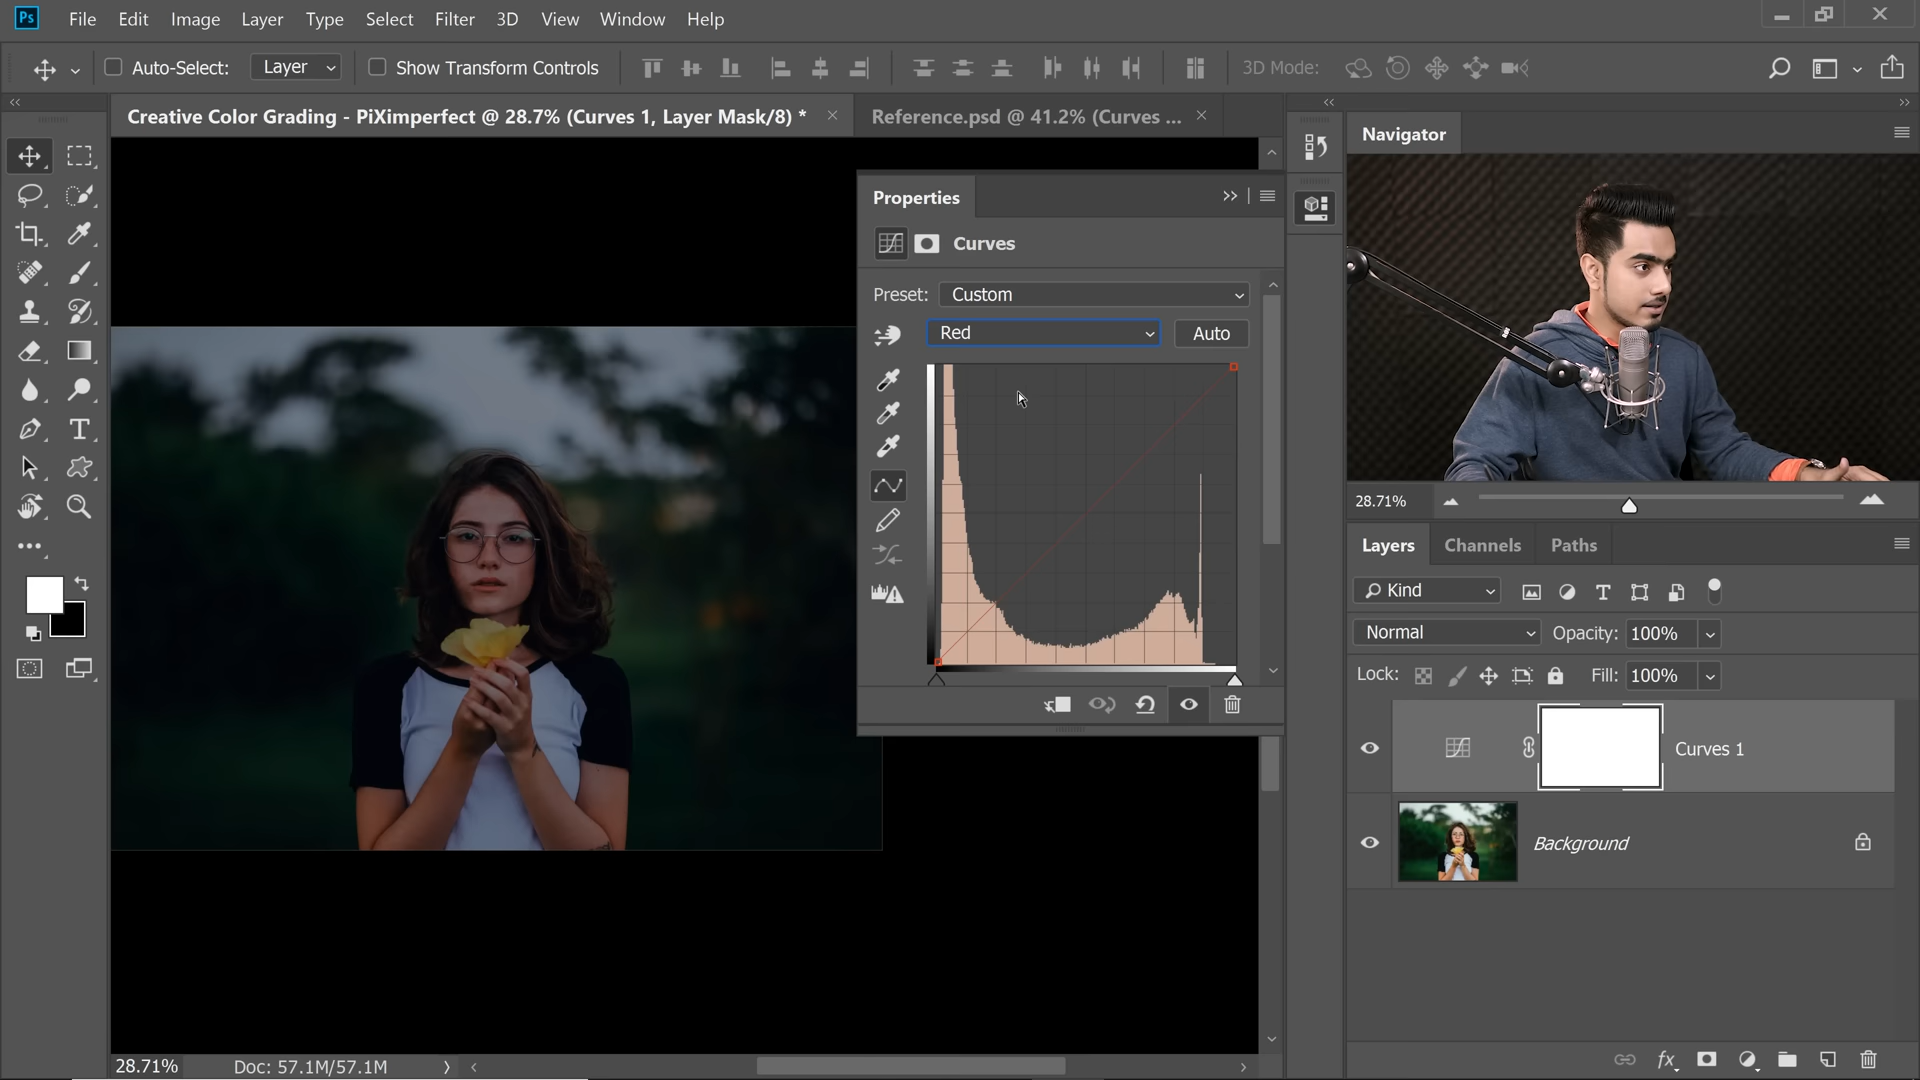 Ps File Edit Image Layer Type Select Filter 3D View Window Help
Auto-Select: Layer Show Transform Controls 3D Mode:
Creative Color Grading - PiXimperfect @ 28.7% (Curves 1, Layer Mask/8) * Reference.psd @ 41.2% (Curves ...
Navigator
Properties
Curves
Preset: Custom
Red Auto
28.71%
Layers Channels Paths
Kind
Normal Opacity: 100%
Lock: Fill: 100%
Curves 1
Background
28.71% Doc: 57.1M/57.1M
fx